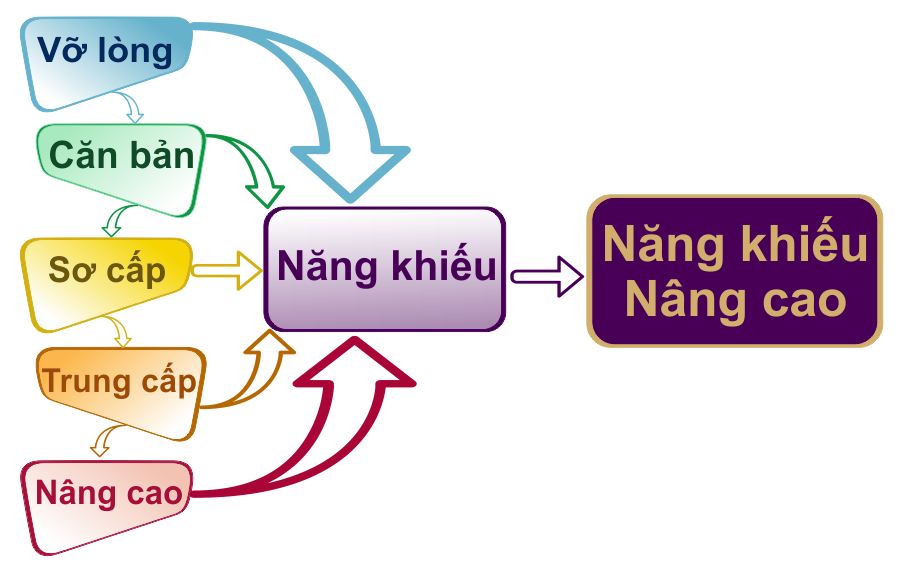 Vỡ lòng
Căn bản
Sơ cấp
Trung cấp
Nâng cao
Năng khiếu
Năng khiếu
Nâng cao